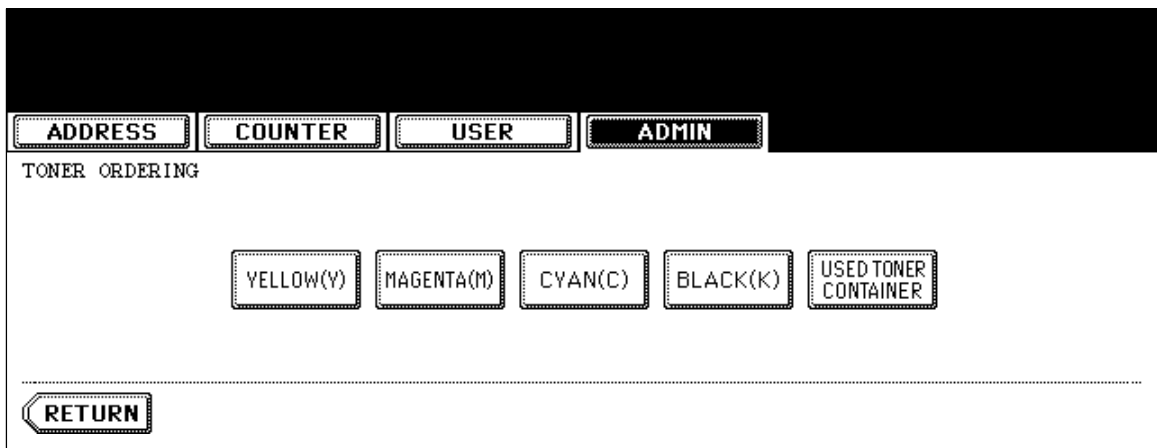 ADDRESS COUNTER USER ADMIN
TONER ORDERING
YELLOW(Y) MAGENTA(M) CYAN(C) BLACK(K) USED TONER
CONTAINER
RETURN